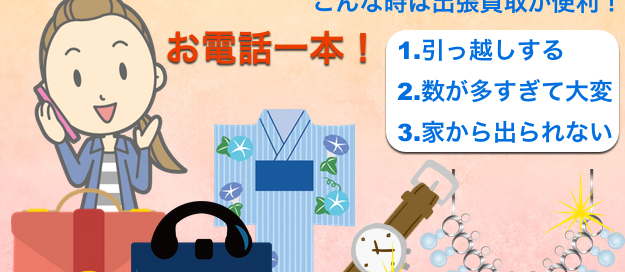 こんな時は出張買取が便利！
お電話一本！
1.引っ越しする
2.数が多すぎて大変
3.家から出られない